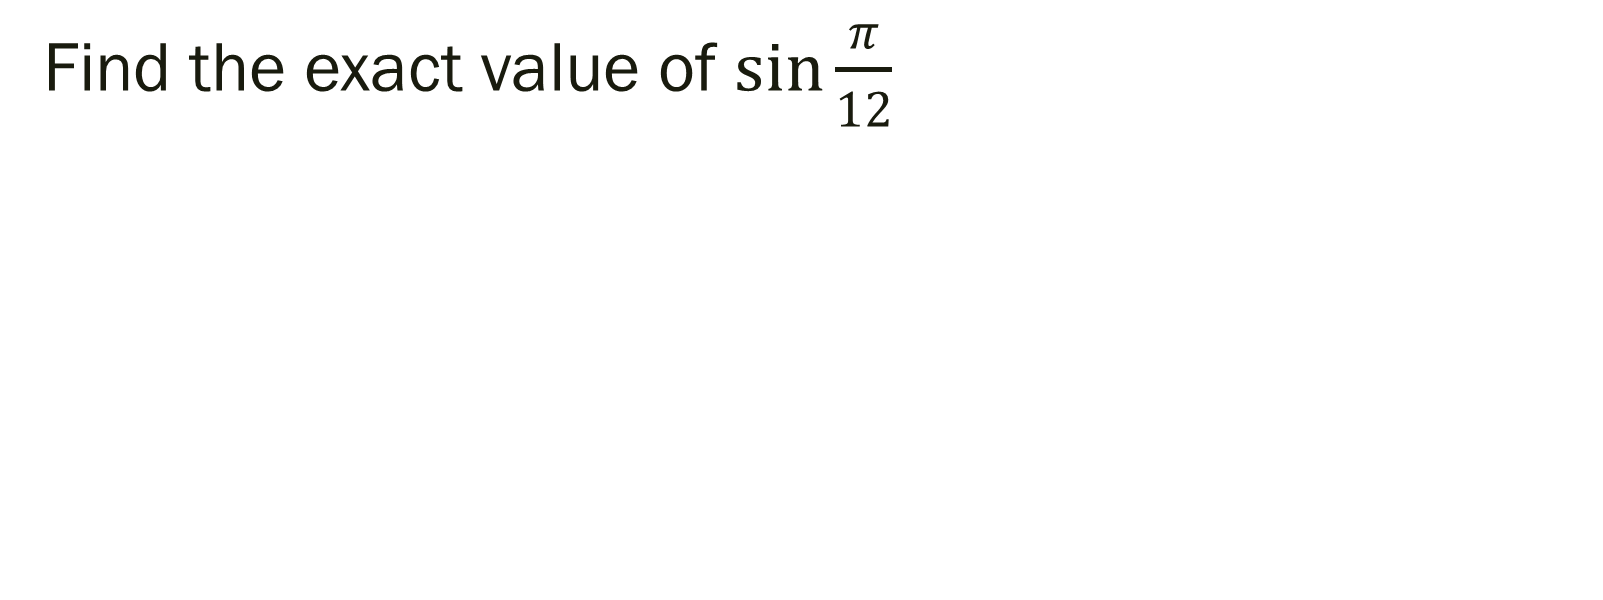 Find the exact value of sin π/12